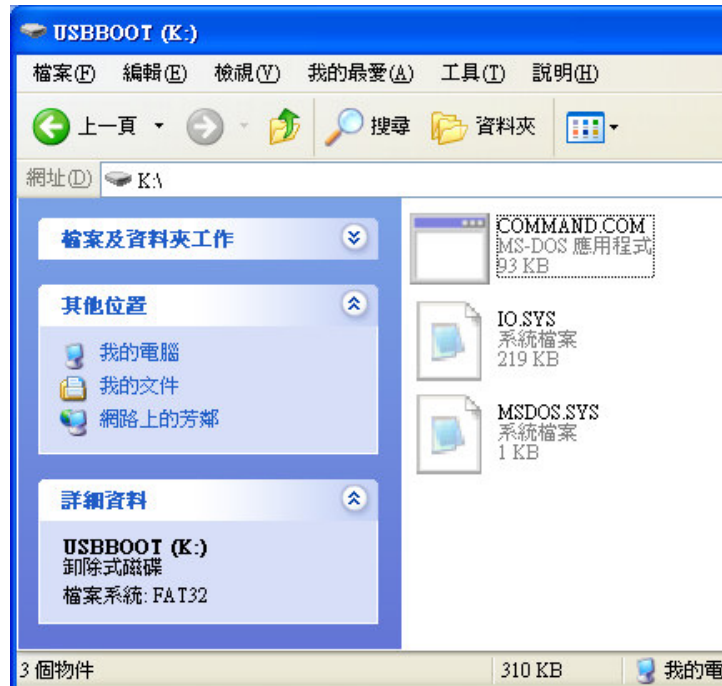 USBBOOT (K:)
檔案(F) 編輯(E) 檢視(V) 我的最愛(A) 工具(T) 說明(H)
上一頁 搜尋 資料夾
網址(D) K:\
檔案及資料夾工作
其他位置
我的電腦
我的文件
網路上的芳鄰
詳細資料
USBBOOT (K:)
卸除式磁碟
檔案系統: FAT32
COMMAND.COM
MS-DOS 應用程式
93 KB
IO.SYS
系統檔案
219 KB
MSDOS.SYS
系統檔案
1 KB
3 個物件 310 KB 我的電